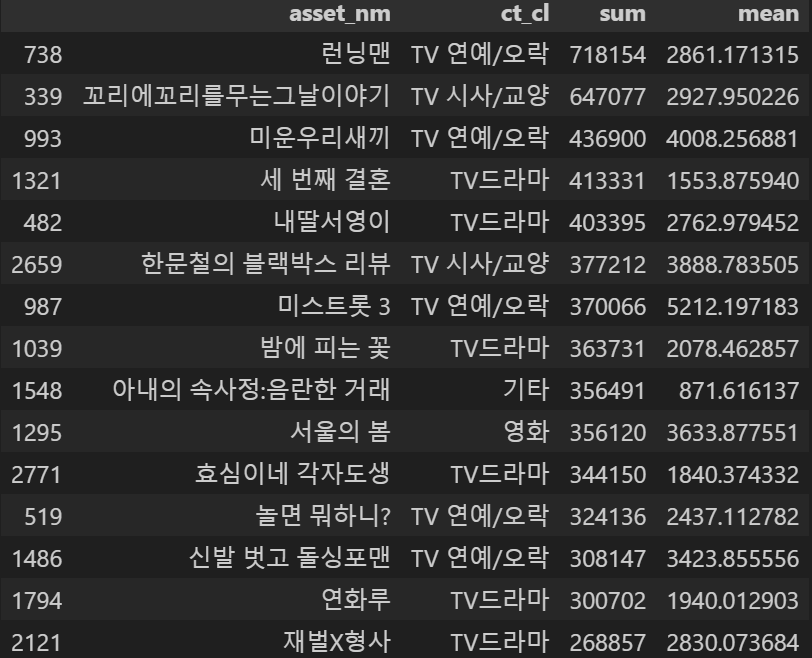 asset_nm ct_cl sum mean
738 런닝맨 TV 연예/오락 718154 2861.171315
339 꼬리에꼬리를무는그날이야기 TV 시사/교양 647077 2927.950226
993 미운우리새끼 TV 연예/오락 436900 4008.256881
1321 세 번째 결혼 TV드라마 413331 1553.875940
482 내딸서영이 TV드라마 403395 2762.979452
2659 한문철의 블랙박스 리뷰 TV 시사/교양 377212 3888.783505
987 미스트롯 3 TV 연예/오락 370066 5212.197183
1039 밤에 피는 꽃 TV드라마 363731 2078.462857
1548 아내의 속사정:음란한 거래 기타 356491 871.616137
1295 서울의 봄 영화 356120 3633.877551
2771 효심이네 각자도생 TV드라마 344150 1840.374332
519 놀면 뭐하니? TV 연예/오락 324136 2437.112782
1486 신발 벗고 돌싱포맨 TV 연예/오락 308147 3423.855556
1794 연화루 TV드라마 300702 1940.012903
2121 재벌X형사 TV드라마 268857 2830.073684